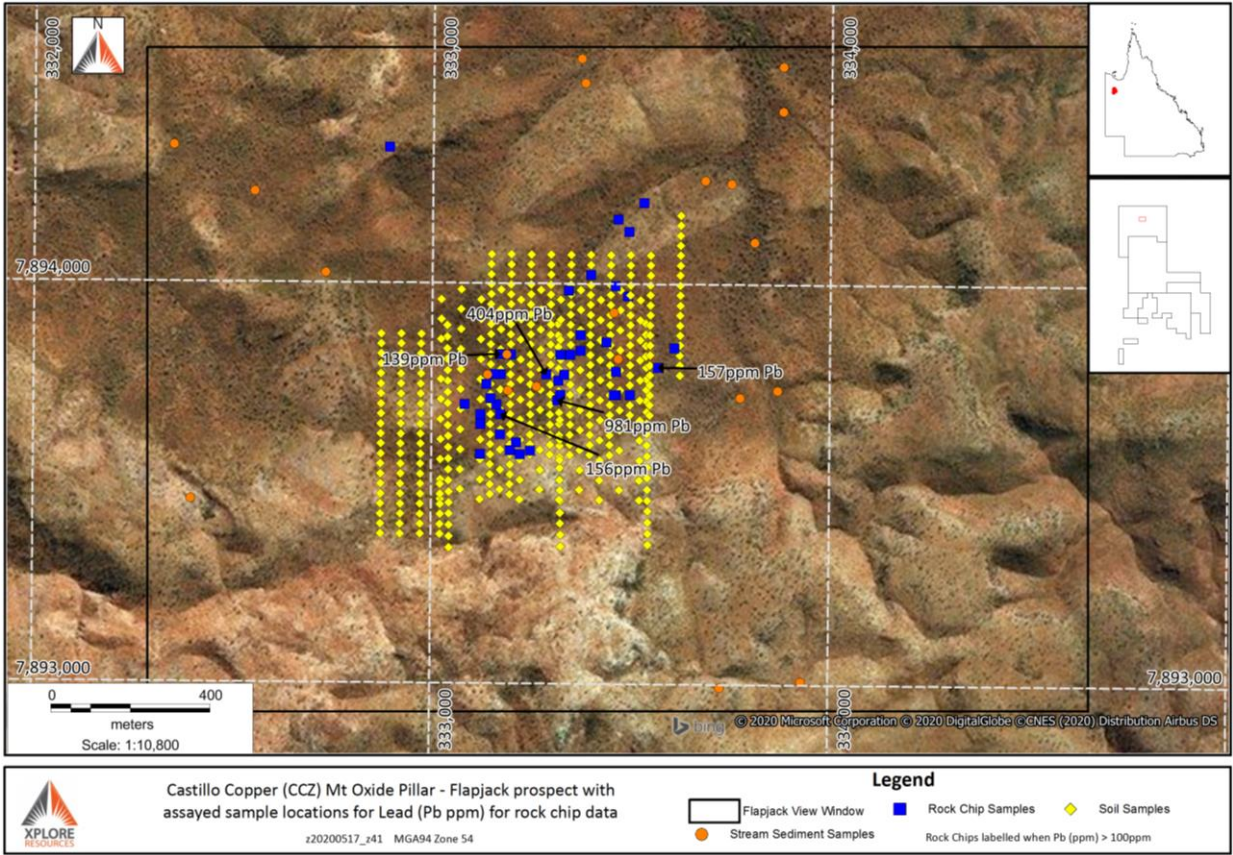 N
332,000
333,000
334,000
7,894,000
404ppm Pb
139ppm Pb
157ppm Pb
981ppm Pb
156ppm Pb
7,893,000
7,893,000
0 400
meters
Scale: 1:10,800
333,000
334,000
bing
© 2020 Microsoft Corporation © 2020 DigitalGlobe ©CNES (2020) Distribution Airbus DS
XPLORE
RESOURCES
Castillo Copper (CCZ) Mt Oxide Pillar - Flapjack prospect with
assayed sample locations for Lead (Pb ppm) for rock chip data
z20200517_z41 MGA94 Zone 54
Legend
Flapjack View Window
Rock Chip Samples
Soil Samples
Stream Sediment Samples
Rock Chips labelled when Pb (ppm) > 100ppm